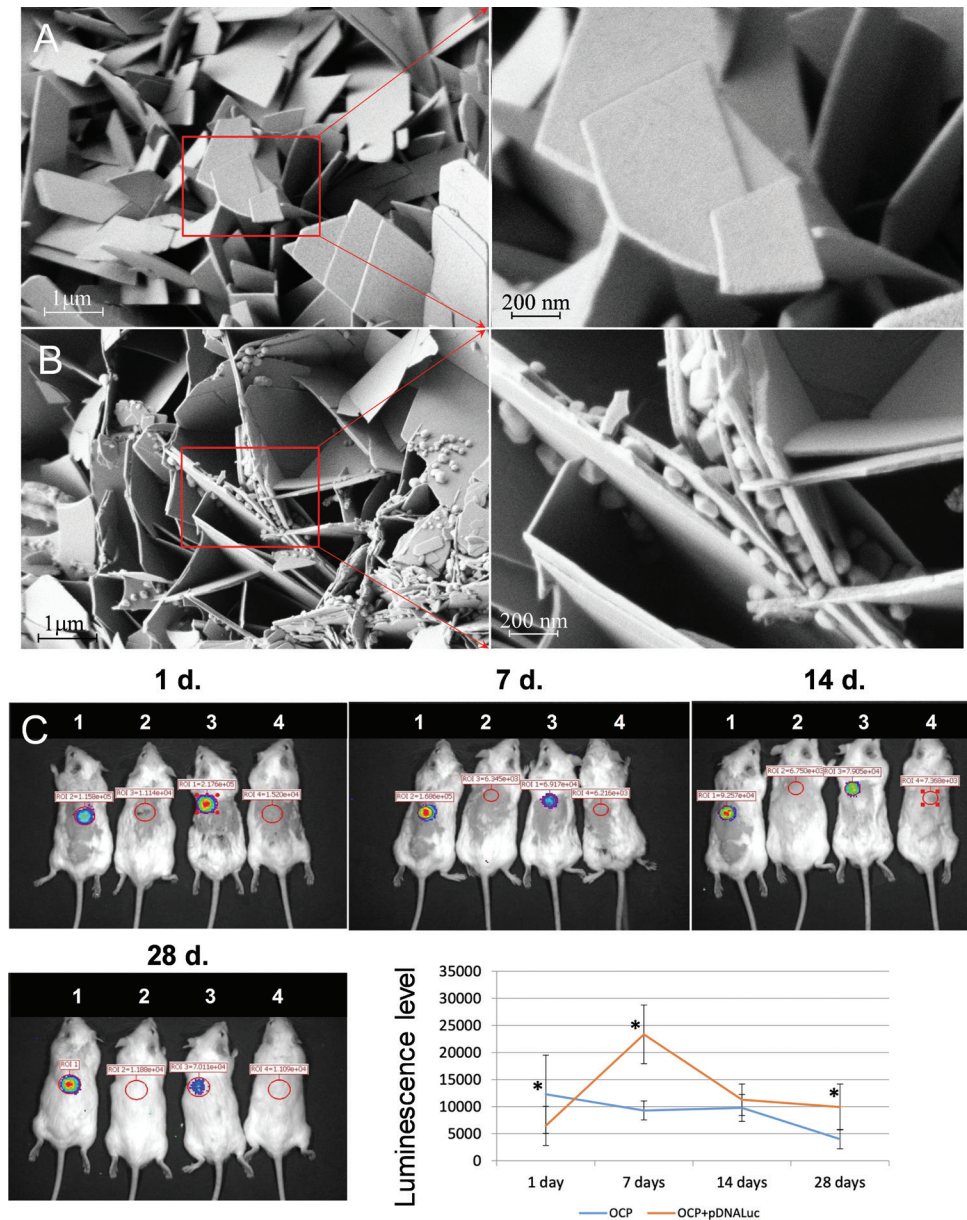 A
1μm
200 nm
B
1μm
200 nm
1 d.
7 d.
14 d.
C
1 2 3 4
1 2 3 4
1 2 3 4
ROI 2=1.158e+05
ROI 3=1.114e+04
ROI 1=2.176e+05
ROI 4=1.520e+04
ROI 2=1.686e+05
ROI 3=6.345e+03
ROI 1=6.917e+04
ROI 4=6.216e+03
ROI 1=9.257e+04
ROI 2=6.750e+03
ROI 3=7.905e+04
ROI 4=7.368e+03
28 d.
1 2 3 4
ROI 1
ROI 2=1.188e+04
ROI 3=7.011e+04
ROI 4=1.109e+04
Luminescence level
35000
30000
25000
20000
15000
10000
5000
0
*
*
*
1 day 7 days 14 days 28 days
OCP OCP+pDNALuc